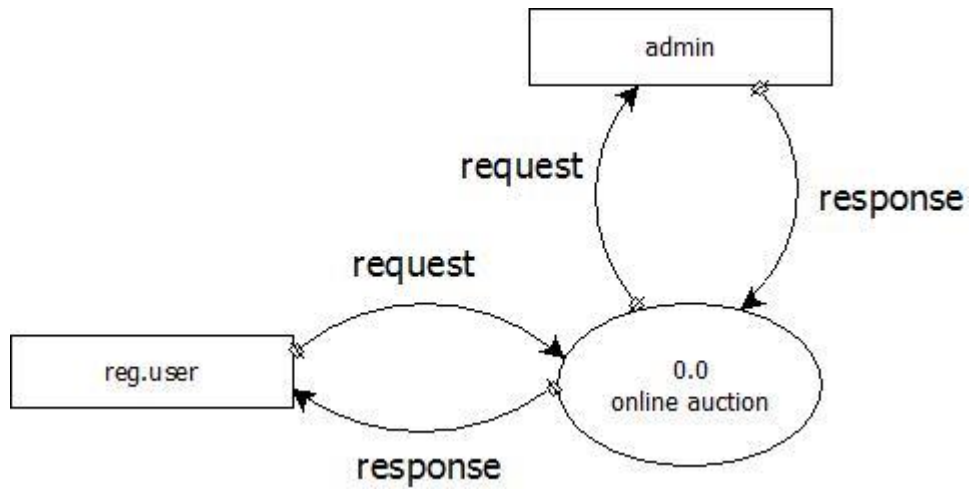 admin
request
response
request
reg.user
0.0
online auction
response